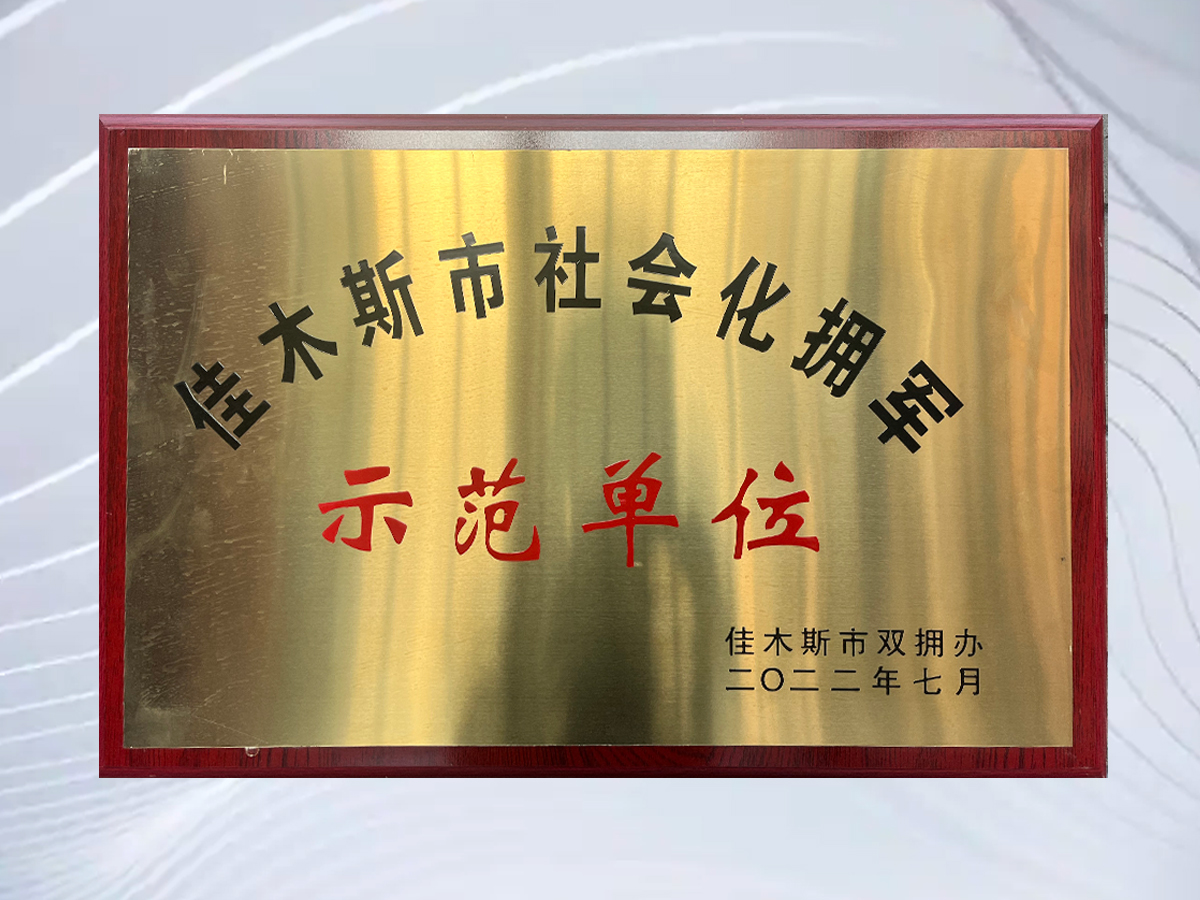 佳木斯市社会化拥军
示范单位
佳木斯市双拥办
二〇二二年七月